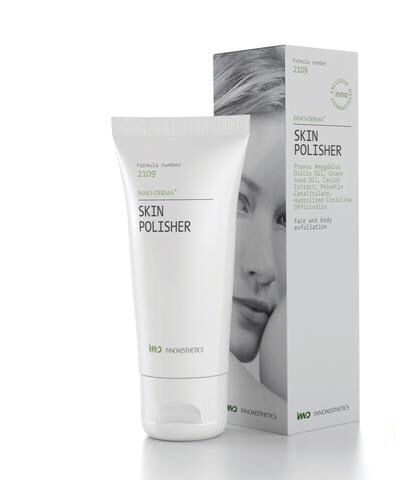 Formula number
2109
INNO-DERMA®
SKIN
POLISHER
inno INNOAESTHETICS
Formula number
2109
inno
INNO-DERMA®
SKIN
POLISHER
Prunus Amygdalus
Dulcis Oil, Grape
Seed Oil, Caviar
Extract, Pelvetia
Canaliculata,
Hydrolized Corallina
Officinalis
Face and body
exfoliation
inno INNOAESTHETICS